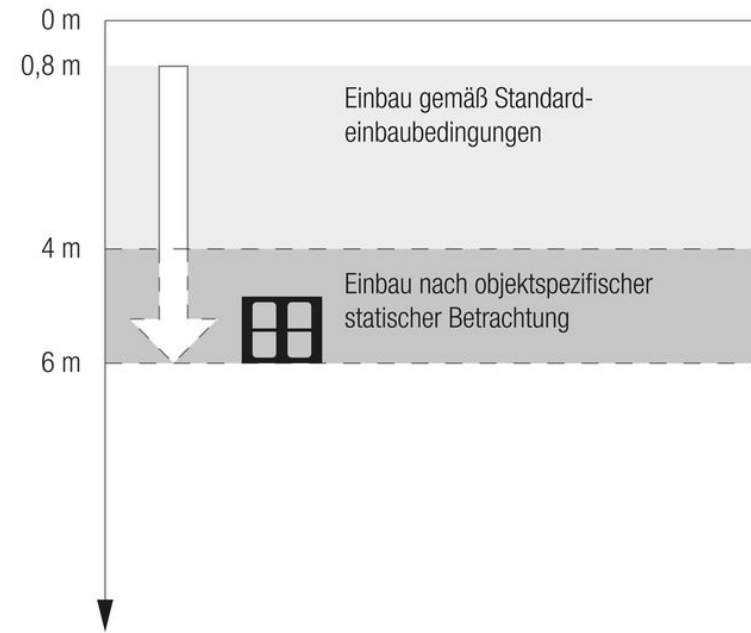 0 m
0,8 m
Einbau gemäß Standard-
einbaubedingungen
4 m
Einbau nach objektspezifischer
statischer Betrachtung
6 m